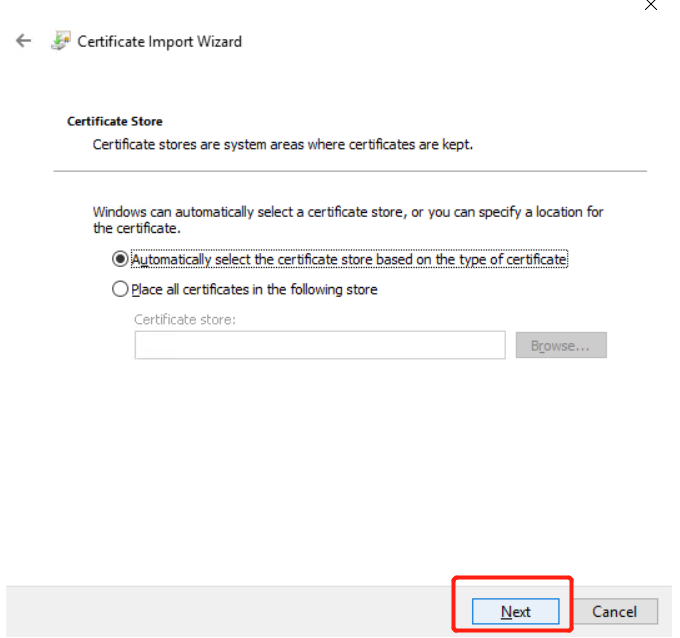 Certificate Import Wizard
Certificate Store
Certificate stores are system areas where certificates are kept.
Windows can automatically select a certificate store, or you can specify a location for
the certificate.
Automatically select the certificate store based on the type of certificate
Place all certificates in the following store
Certificate store:
Browse...
Next
Cancel